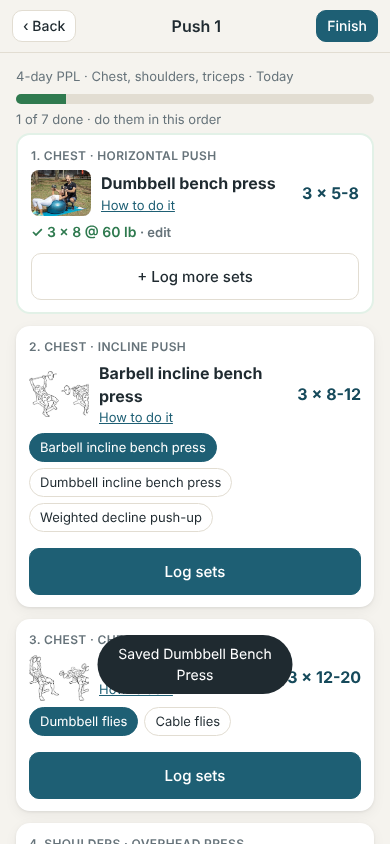 ‹ Back
Push 1
Finish
4-day PPL · Chest, shoulders, triceps · Today
1 of 7 done · do them in this order
1. CHEST · HORIZONTAL PUSH
Dumbbell bench press
3 × 5-8
How to do it
✓ 3 × 8 @ 60 lb · edit
+ Log more sets
2. CHEST · INCLINE PUSH
Barbell incline bench
press
3 × 8-12
How to do it
Barbell incline bench press
Dumbbell incline bench press
Weighted decline push-up
Log sets
3. CHEST ·
Saved Dumbbell Bench
Press
3 × 12-20
Dumbbell flies
Cable flies
Log sets
4. SHOULDERS · OVERHEAD PRESS